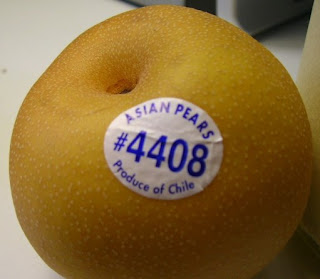 ASIAN PEARS
#4408
Produce of Chile